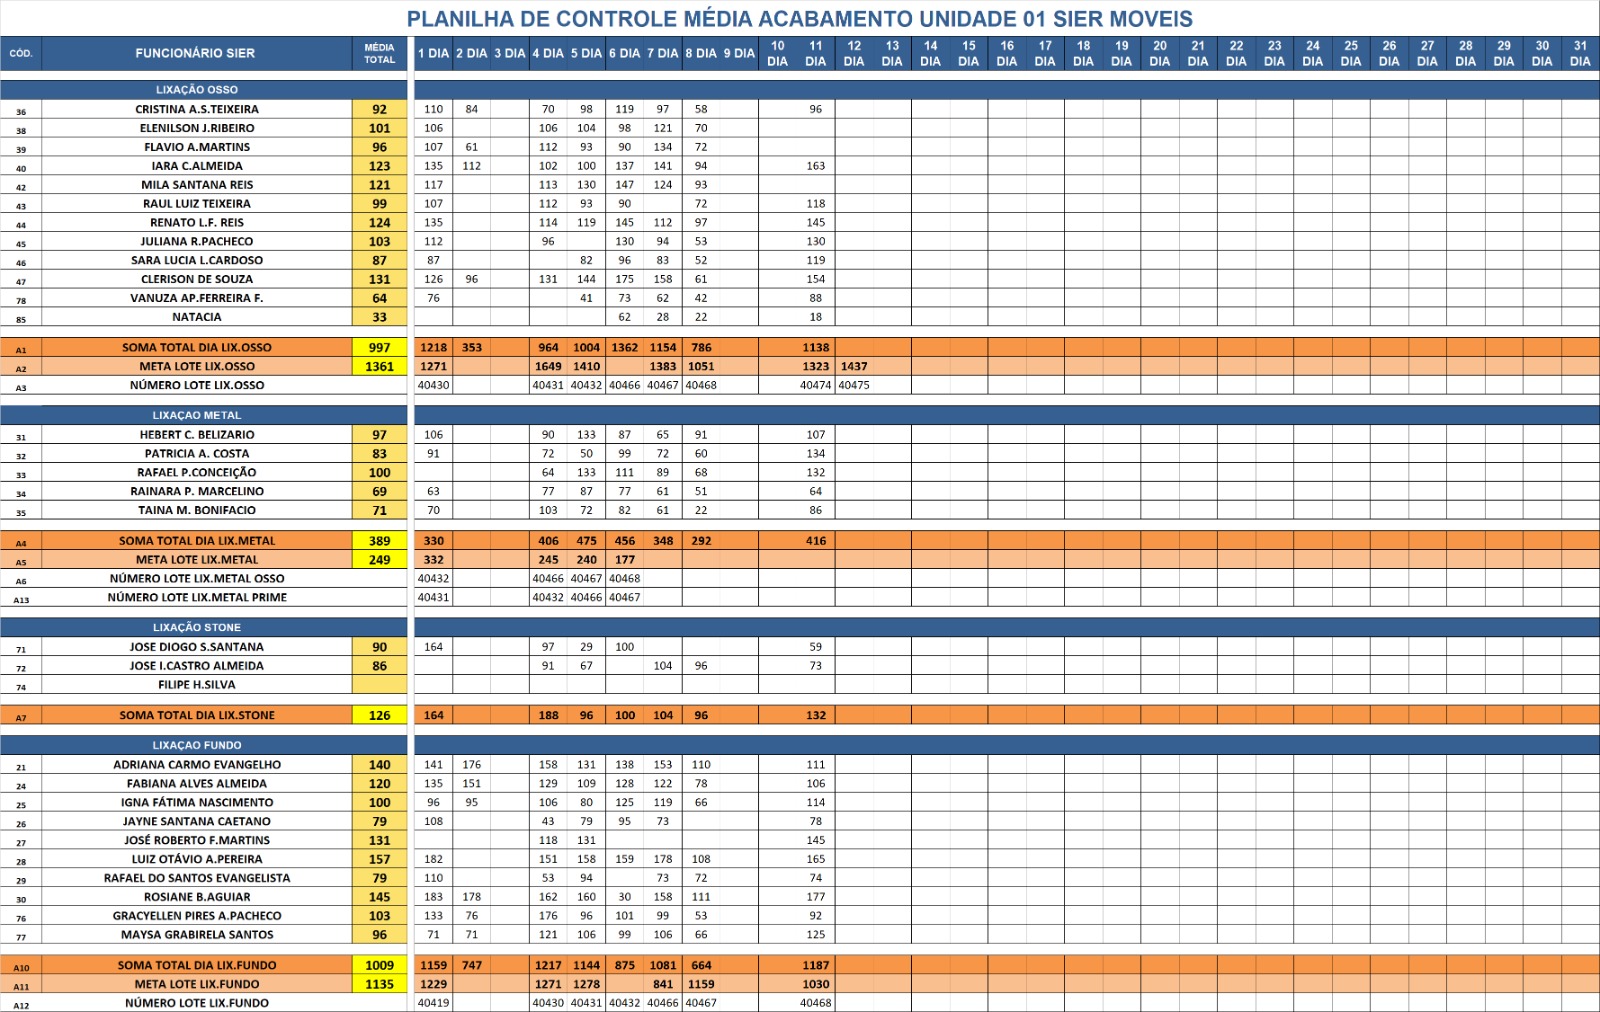 PLANILHA DE CONTROLE MÉDIA ACABAMENTO UNIDADE 01 SIER MOVEIS
CÓD. FUNCIONÁRIO SIER MÉDIA TOTAL 1 DIA 2 DIA 3 DIA 4 DIA 5 DIA 6 DIA 7 DIA 8 DIA 9 DIA 10 DIA 11 DIA 12 DIA 13 DIA 14 DIA 15 DIA 16 DIA 17 DIA 18 DIA 19 DIA 20 DIA 21 DIA 22 DIA 23 DIA 24 DIA 25 DIA 26 DIA 27 DIA 28 DIA 29 DIA 30 DIA 31 DIA
LIXAÇÃO OSSO
36 CRISTINA A.S.TEIXEIRA 92 110 84 70 98 119 97 58 96
38 ELENILSON J.RIBEIRO 101 106 106 104 98 121 70
39 FLAVIO A.MARTINS 96 107 61 112 93 90 134 72
40 IARA C.ALMEIDA 123 135 112 102 100 137 141 94 163
42 MILA SANTANA REIS 121 117 113 130 147 124 93
43 RAUL LUIZ TEIXEIRA 99 107 112 93 90 72 118
44 RENATO L.F. REIS 124 135 114 119 145 112 97 145
45 JULIANA R.PACHECO 103 112 96 130 94 53 130
46 SARA LUCIA L.CARDOSO 87 87 82 96 83 52 119
47 CLERISON DE SOUZA 131 126 96 131 144 175 158 61 154
78 VANUZA AP.FERREIRA F. 64 76 41 73 62 42 88
85 NATACIA 33 62 28 22 18
A1 SOMA TOTAL DIA LIX.OSSO 997 1218 353 964 1004 1362 1154 786 1138
A2 META LOTE LIX.OSSO 1361 1271 1649 1410 1383 1051 1323 1437
A3 NÚMERO LOTE LIX.OSSO 40430 40431 40432 40466 40467 40468 40474 40475
LIXAÇAO METAL
31 HEBERT C. BELIZARIO 97 106 90 133 87 65 91 107
32 PATRICIA A. COSTA 83 91 72 50 99 72 60 134
33 RAFAEL P.CONCEIÇÃO 100 64 133 111 89 68 132
34 RAINARA P. MARCELINO 69 63 77 87 77 61 51 64
35 TAINA M. BONIFACIO 71 70 103 72 82 61 22 86
A4 SOMA TOTAL DIA LIX.METAL 389 330 406 475 456 348 292 416
A5 META LOTE LIX.METAL 249 332 245 240 177
A6 NÚMERO LOTE LIX.METAL OSSO 40432 40466 40467 40468
A13 NÚMERO LOTE LIX.METAL PRIME 40431 40432 40466 40467
LIXAÇÃO STONE
71 JOSE DIOGO S.SANTANA 90 164 97 29 100 59
72 JOSE I.CASTRO ALMEIDA 86 91 67 104 96 73
74 FILIPE H.SILVA
A7 SOMA TOTAL DIA LIX.STONE 126 164 188 96 100 104 96 132
LIXAÇAO FUNDO
21 ADRIANA CARMO EVANGELHO 140 141 176 158 131 138 153 110 111
24 FABIANA ALVES ALMEIDA 120 135 151 129 109 128 122 78 106
25 IGNA FÁTIMA NASCIMENTO 100 96 95 106 80 125 119 66 114
26 JAYNE SANTANA CAETANO 79 108 43 79 95 73 78
27 JOSÉ ROBERTO F.MARTINS 131 118 131 145
28 LUIZ OTÁVIO A.PEREIRA 157 182 151 158 159 178 108 165
29 RAFAEL DO SANTOS EVANGELISTA 79 110 53 94 73 72 74
30 ROSIANE B.AGUIAR 145 183 178 162 160 30 158 111 177
76 GRACYELLEN PIRES A.PACHECO 103 133 76 176 96 101 99 53 92
77 MAYSA GRABIRELA SANTOS 96 71 71 121 106 99 106 66 125
A10 SOMA TOTAL DIA LIX.FUNDO 1009 1159 747 1217 1144 875 1081 664 1187
A11 META LOTE LIX.FUNDO 1135 1229 1271 1278 841 1159 1030
A12 NÚMERO LOTE LIX.FUNDO 40419 40430 40431 40432 40466 40467 40468